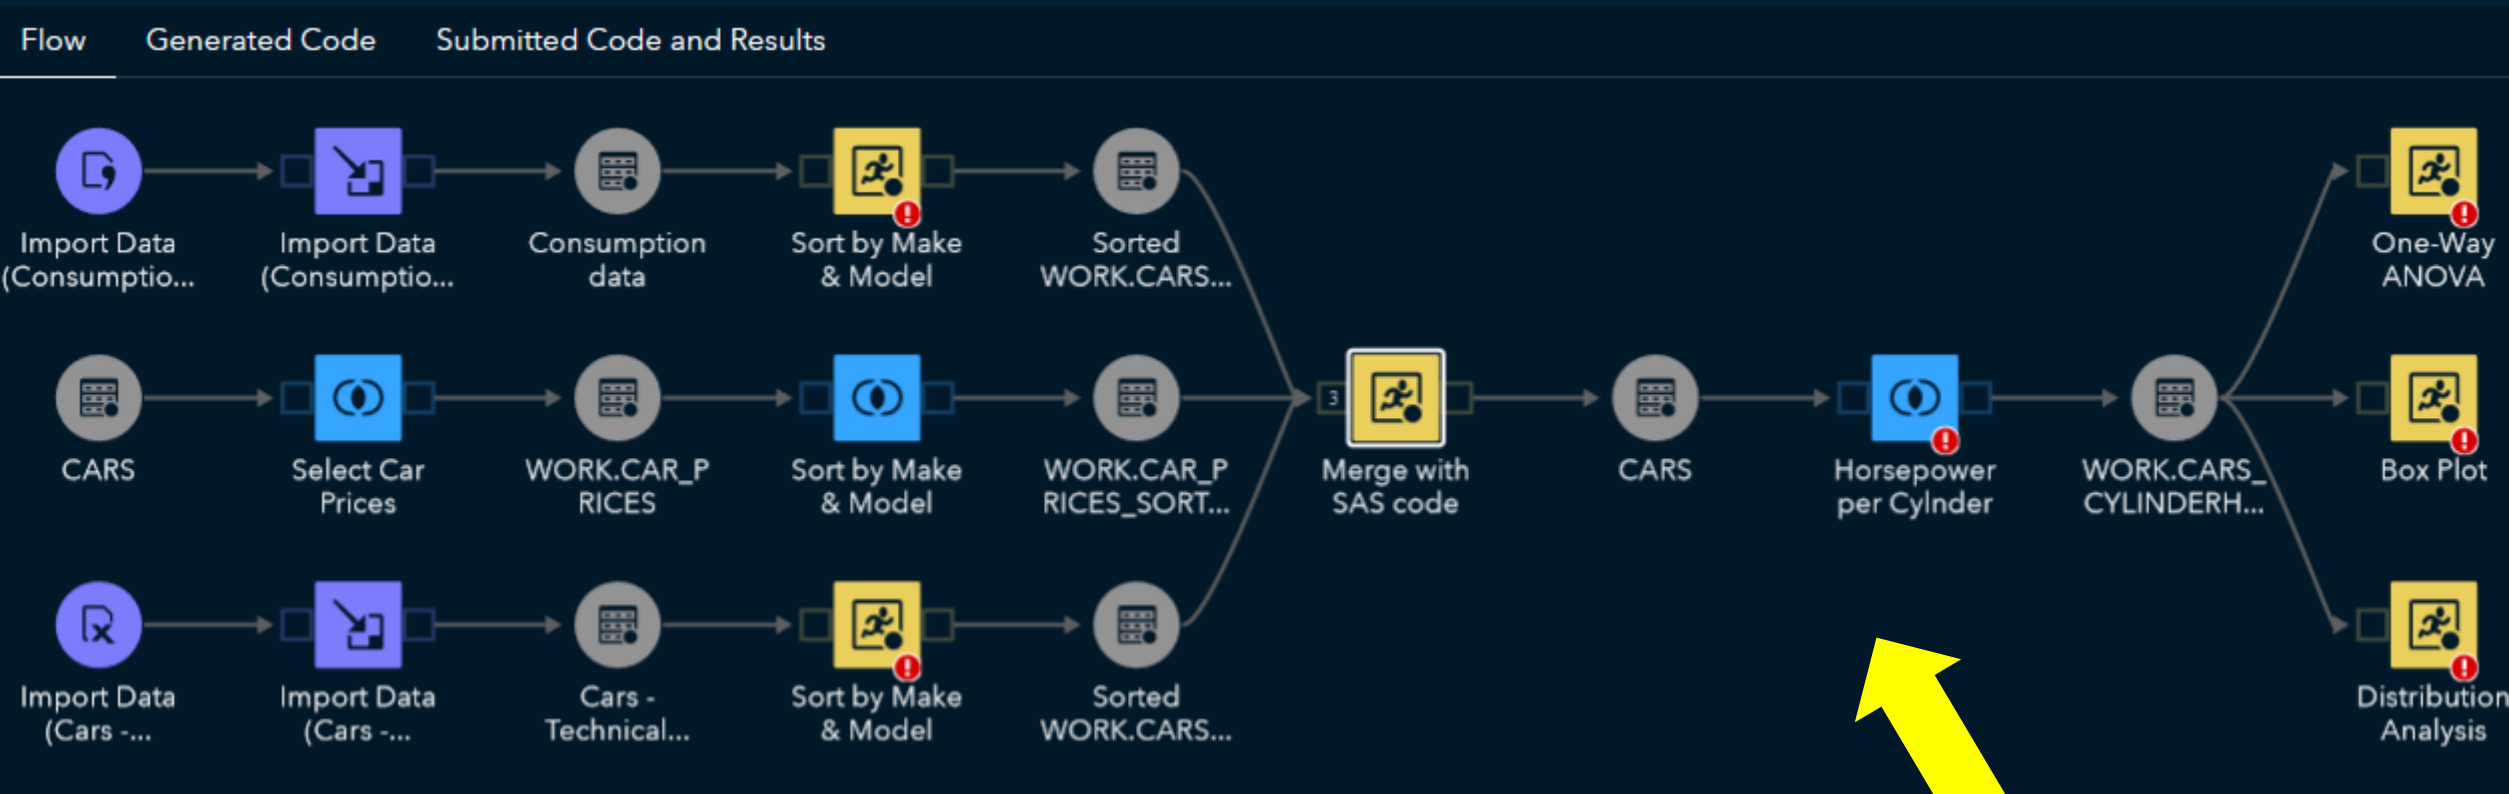 Flow Generated Code Submitted Code and Results
Import Data
(Consumptio...
Import Data
(Consumptio...
Consumption
data
Sort by Make
& Model
Sorted
WORK.CARS...
One-Way
ANOVA
CARS
Select Car
Prices
WORK.CAR_P
RICES
Sort by Make
& Model
WORK.CAR_P
RICES_SORT...
3
Merge with
SAS code
CARS
Horsepower
per Cylnder
WORK.CARS_
CYLINDERH...
Box Plot
Import Data
(Cars -...
Import Data
(Cars -...
Cars -
Technical...
Sort by Make
& Model
Sorted
WORK.CARS...
Distribution
Analysis